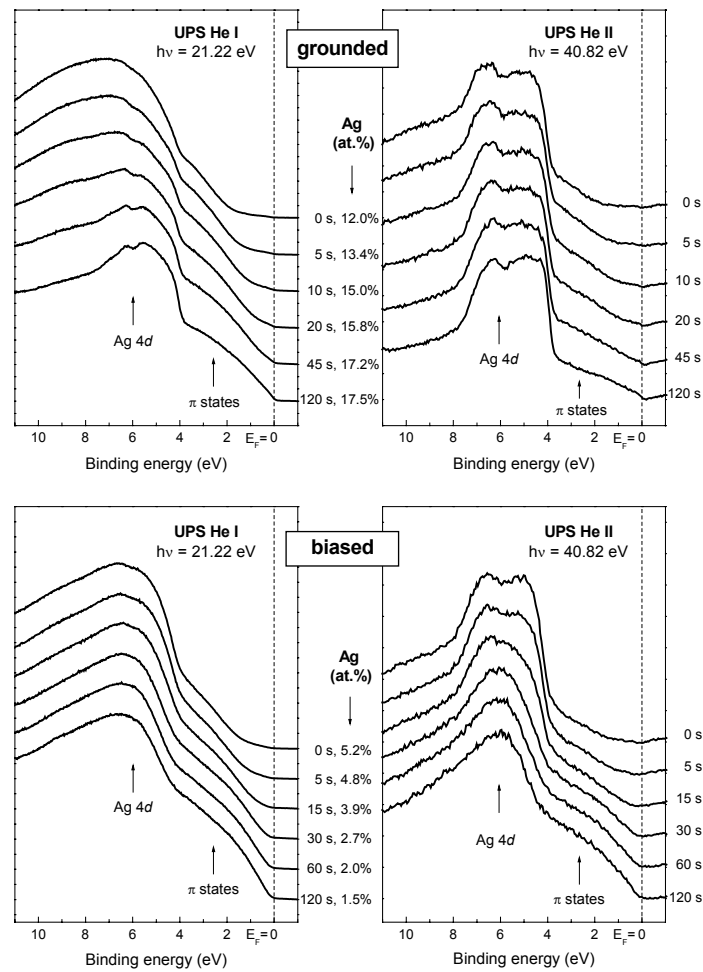 UPS He I
hν = 21.22 eV
grounded
UPS He II
hν = 40.82 eV
Ag
(at.%)
0 s, 12.0%
5 s, 13.4%
10 s, 15.0%
20 s, 15.8%
45 s, 17.2%
120 s, 17.5%
0 s
5 s
10 s
20 s
45 s
120 s
Ag 4d
π states
Ag 4d
π states
10 8 6 4 2 E_F= 0
Binding energy (eV)
10 8 6 4 2 E_F= 0
Binding energy (eV)
UPS He I
hν = 21.22 eV
biased
UPS He II
hν = 40.82 eV
Ag
(at.%)
0 s, 5.2%
5 s, 4.8%
15 s, 3.9%
30 s, 2.7%
60 s, 2.0%
120 s, 1.5%
0 s
5 s
15 s
30 s
60 s
120 s
Ag 4d
π states
Ag 4d
π states
10 8 6 4 2 E_F= 0
Binding energy (eV)
10 8 6 4 2 E_F= 0
Binding energy (eV)